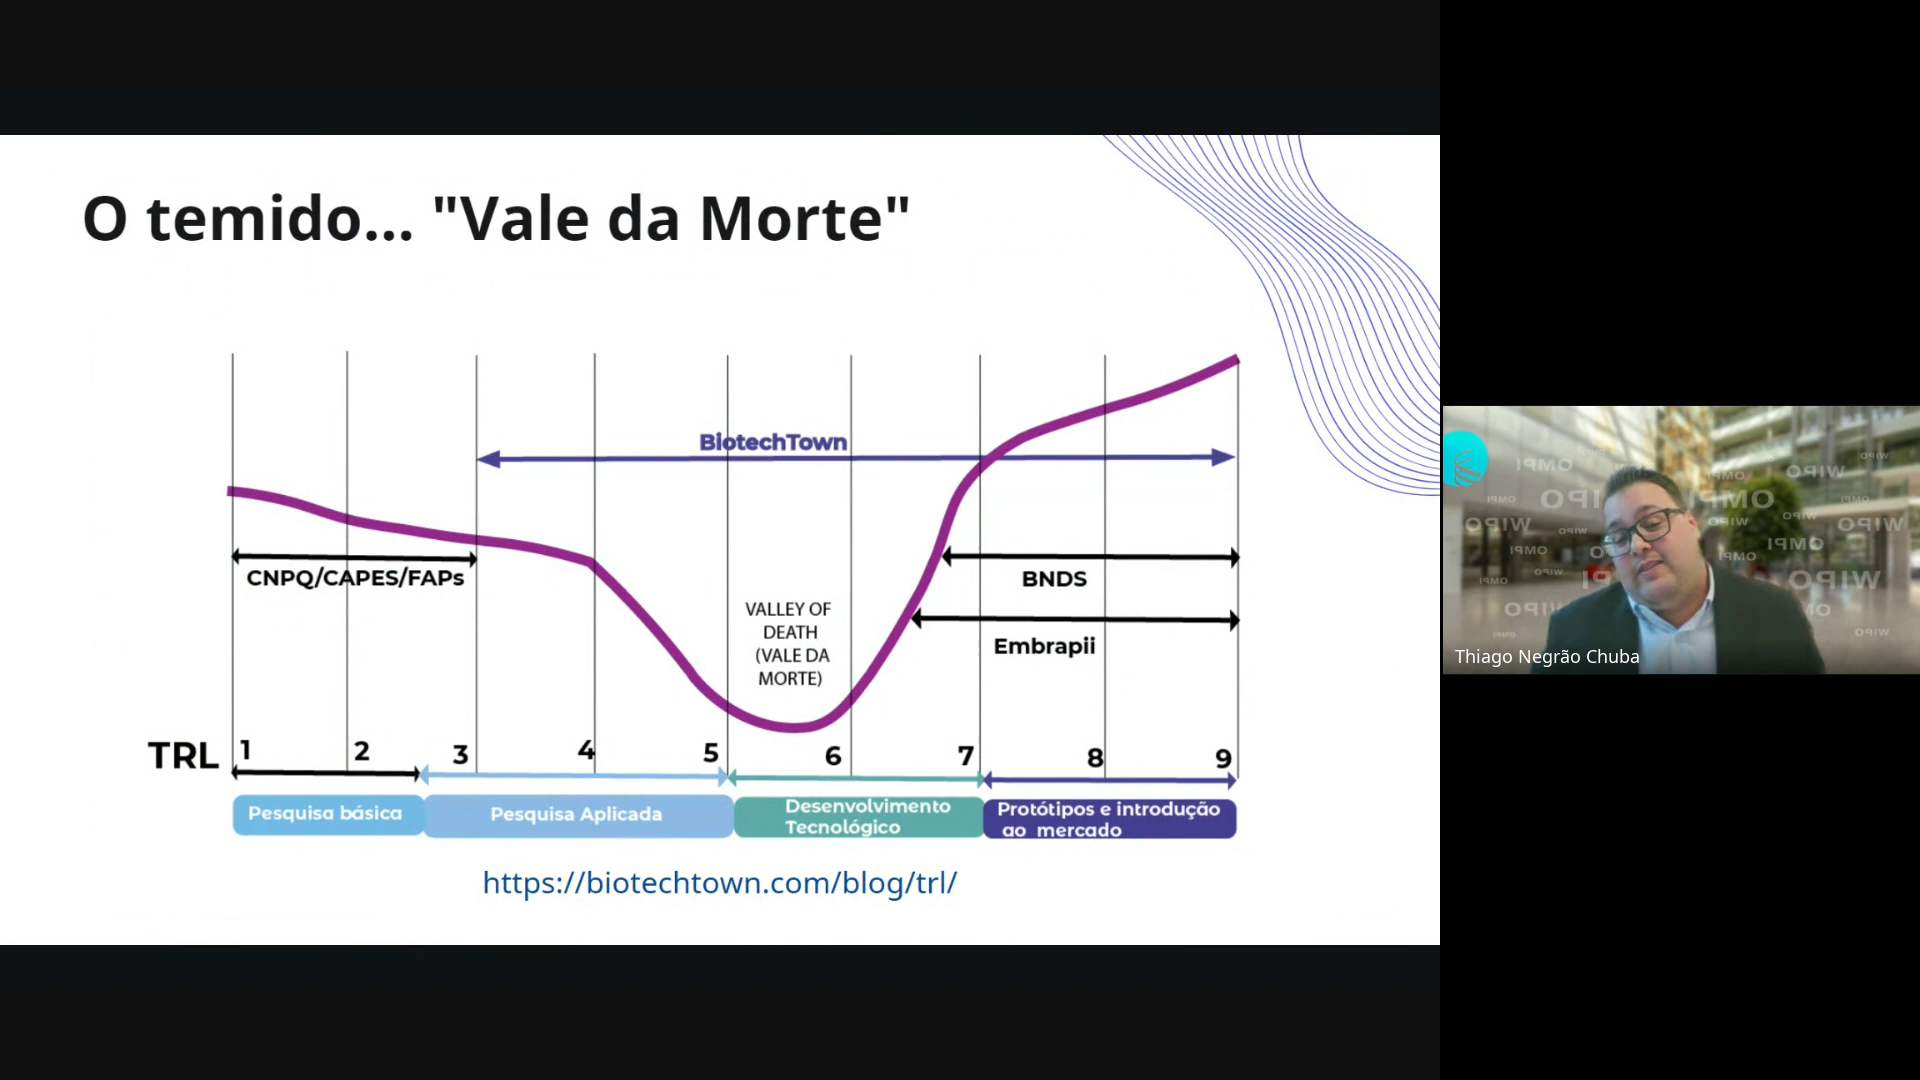 O temido... "Vale da Morte"
BiotechTown
CNPQ/CAPES/FAPs
BNDS
VALLEY OF
DEATH
(VALE DA
MORTE)
Embrapii
TRL 1 2 3 4 5 6 7 8 9
Pesquisa básica
Pesquisa Aplicada
Desenvolvimento
Tecnológico
Protótipos e introdução
ao mercado
https://biotechtown.com/blog/trl/
WIPO
OMPI
Thiago Negrão Chuba